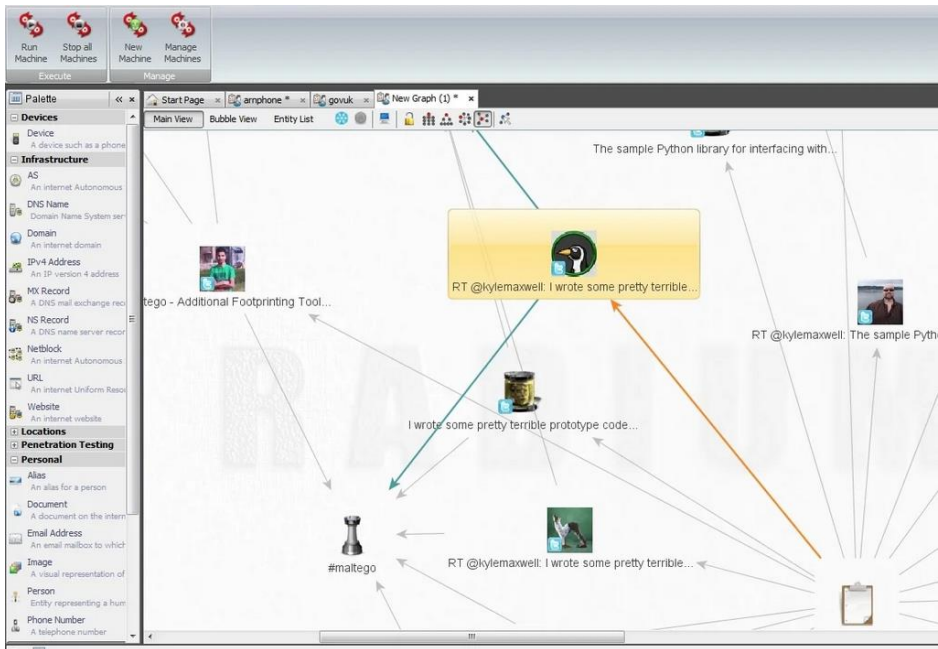 Run Machine
Stop all Machines
New Machine
Manage Machines
Execute
Manage
Palette
Start Page
arnphone *
govuk
New Graph (1) *
Main View
Bubble View
Entity List
Devices
Device
A device such as a phone
Infrastructure
AS
An internet Autonomous
DNS Name
Domain Name System ser
Domain
An internet domain
IPv4 Address
An IP version 4 address
MX Record
A DNS mail exchange rec
NS Record
A DNS name server recor
Netblock
An internet Autonomous
URL
An internet Uniform Reso
Website
An internet website
Locations
Penetration Testing
Personal
Alias
An alias for a person
Document
A document on the intern
Email Address
An email mailbox to which
Image
A visual representation of
Person
Entity representing a hum
Phone Number
A telephone number
The sample Python library for interfacing with...
RT @kylemaxwell: I wrote some pretty terrible...
tego - Additional Footprinting Tool...
RT @kylemaxwell: The sample Pyth
I wrote some pretty terrible prototype code...
#maltego
RT @kylemaxwell: I wrote some pretty terrible...